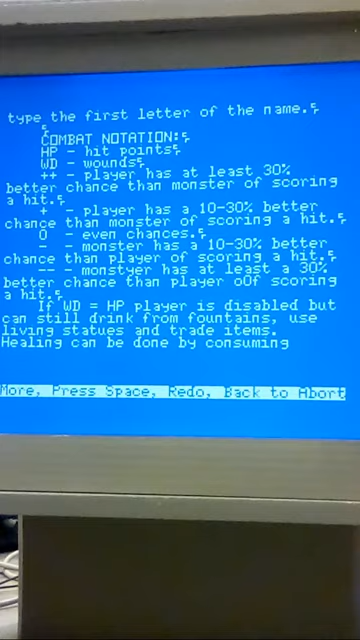 type the first letter of the name.␍
␍
COMBAT NOTATION:␍
HP - hit points␍
WD - wounds␍
++ - player has at least 30%
better chance than monster of scoring
a hit.␍
+ - player has a 10-30% better
chance than monster of scoring a hit.␍
0 - even chances.␍
- - monster has a 10-30% better
chance than player of scoring a hit.␍
-- - monstyer has at least a 30%
better chance than player oOf scoring
a hit.␍
If WD = HP player is disabled but
can still drink from fountains, use
living statues and trade items.
Healing can be done by consuming
More, Press Space, Redo, Back to Abort